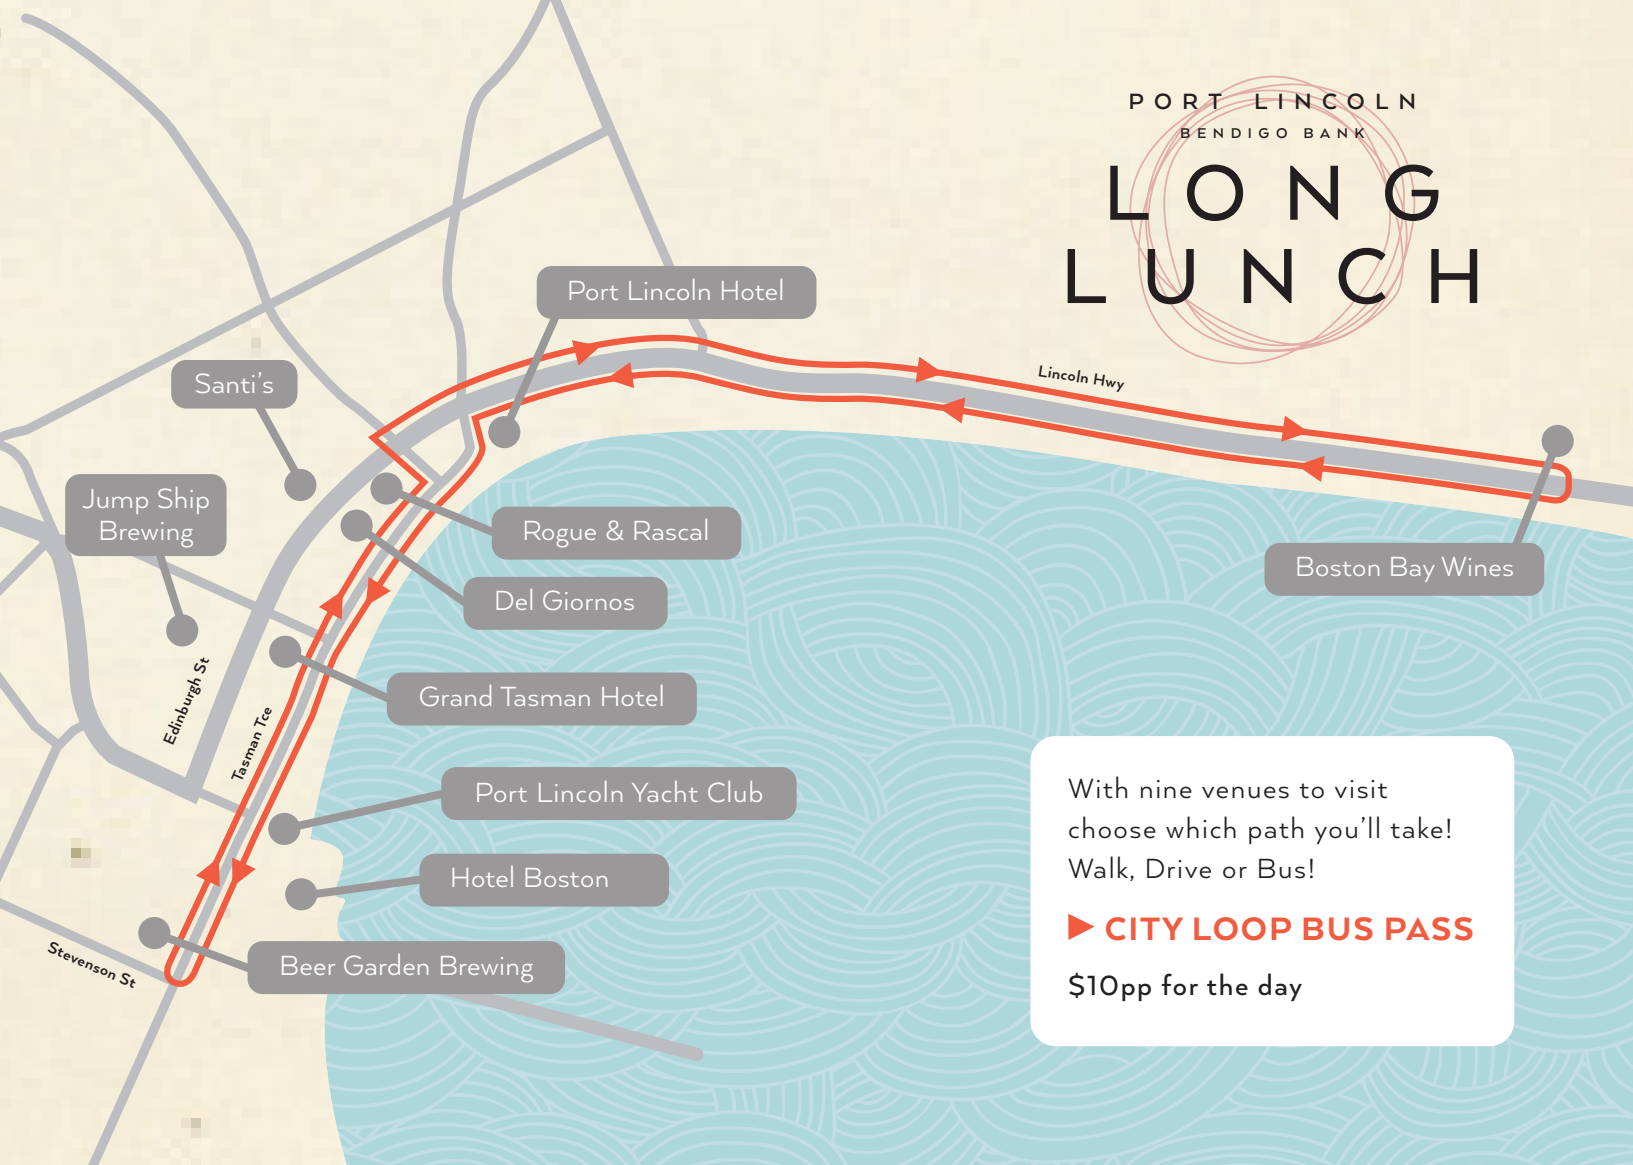 PORT LINCOLN
BENDIGO BANK
LONG
LUNCH
Port Lincoln Hotel
Lincoln Hwy
Santi's
Jump Ship
Brewing
Rogue & Rascal
Boston Bay Wines
Del Giornos
Grand Tasman Hotel
Edinburgh St
Tasman Tce
Port Lincoln Yacht Club
Hotel Boston
Beer Garden Brewing
Stevenson St
With nine venues to visit
choose which path you'll take!
Walk, Drive or Bus!
CITY LOOP BUS PASS
$10pp for the day